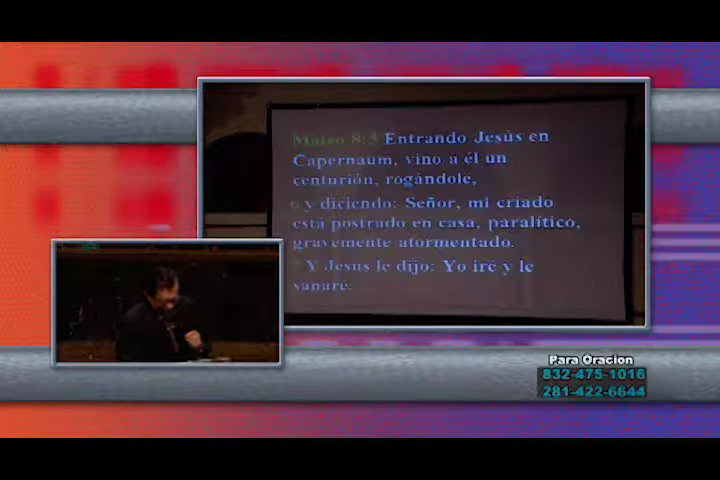 Mateo 8:5 Entrando Jesús en
Capernaum, vino a él un
centurión, rogándole,
6 y diciendo: Señor, mi criado
está postrado en casa, paralítico,
gravemente atormentado.
Y Jesús le dijo: Yo iré y le
sanaré.
Para Oracion
832-475-1016
281-422-6644